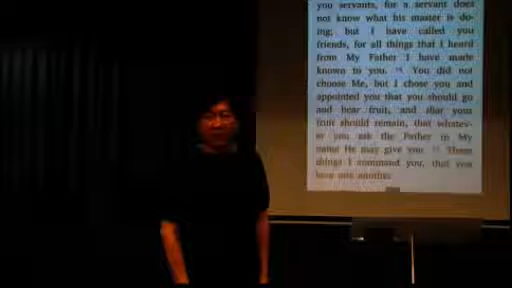 you servants, for a servant does
not know what his master is do-
ing; but I have called you
friends, for all things that I heard
from My Father I have made
known to you. You did not
choose Me, but I chose you and
appointed you that you should go
and bear fruit, and that your
fruit should remain, that whatev-
er you ask the Father in My
name He may give you. These
things I command you, that you
love one another